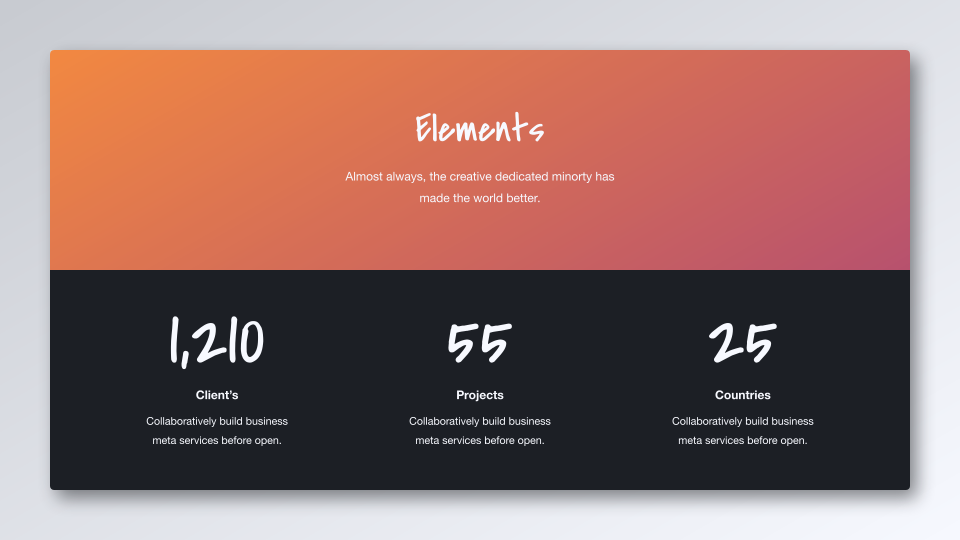 Elements
Almost always, the creative dedicated minorty has
made the world better.
1,210
55
25
Client's
Projects
Countries
Collaboratively build business
meta services before open.
Collaboratively build business
meta services before open.
Collaboratively build business
meta services before open.